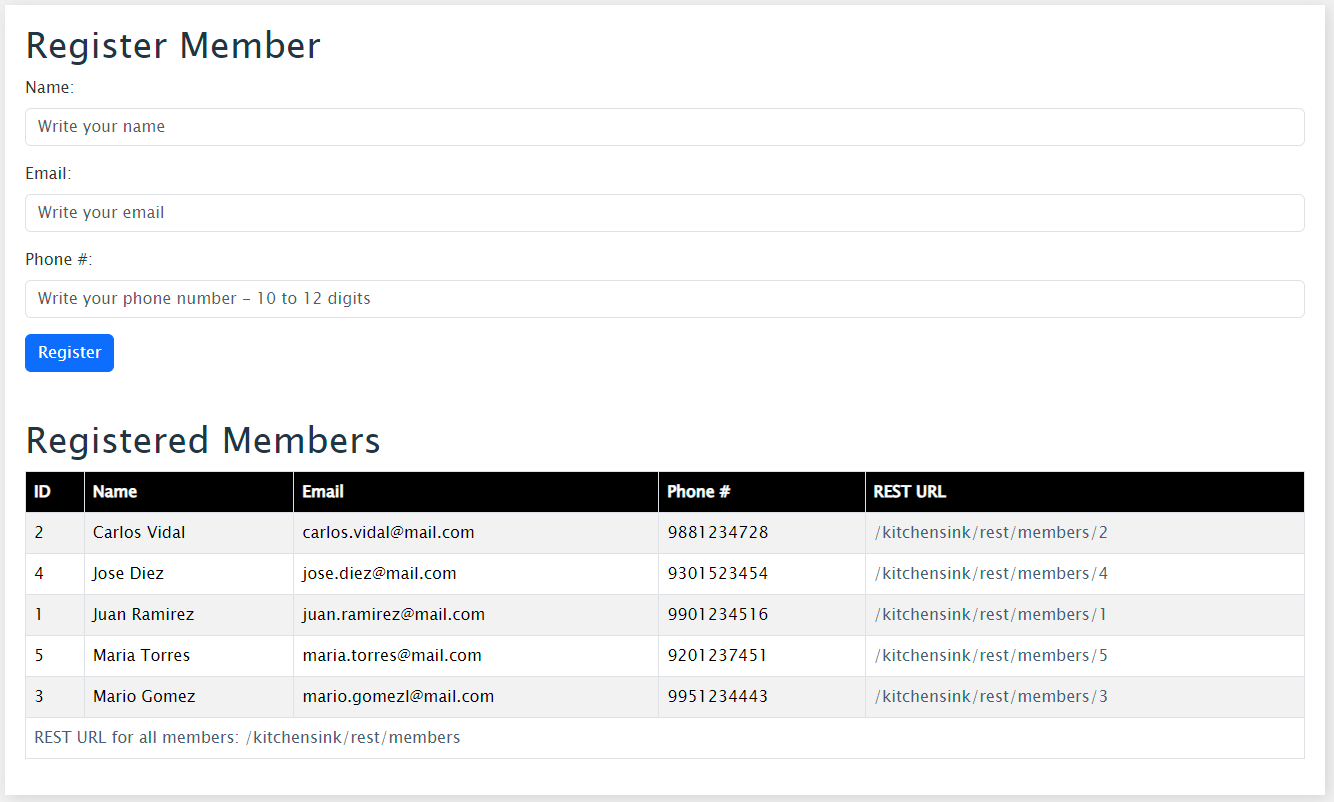 Register Member
Name:
Write your name
Email:
Write your email
Phone #:
Write your phone number - 10 to 12 digits
Register
Registered Members
ID Name Email Phone # REST URL
2 Carlos Vidal carlos.vidal@mail.com 9881234728 /kitchensink/rest/members/2
4 Jose Diez jose.diez@mail.com 9301523454 /kitchensink/rest/members/4
1 Juan Ramirez juan.ramirez@mail.com 9901234516 /kitchensink/rest/members/1
5 Maria Torres maria.torres@mail.com 9201237451 /kitchensink/rest/members/5
3 Mario Gomez mario.gomezl@mail.com 9951234443 /kitchensink/rest/members/3
REST URL for all members: /kitchensink/rest/members